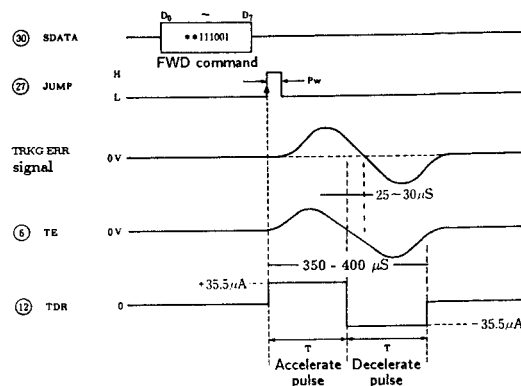 D₀ ~ D₇
30 SDATA **111001
FWD command
27 JUMP H L Pw
TRKG ERR signal 0V
25~30μS
6 TE 0V
350 - 400 μS
+35.5μA
12 TDR 0
-35.5μA
T T
Accelerate pulse Decelerate pulse